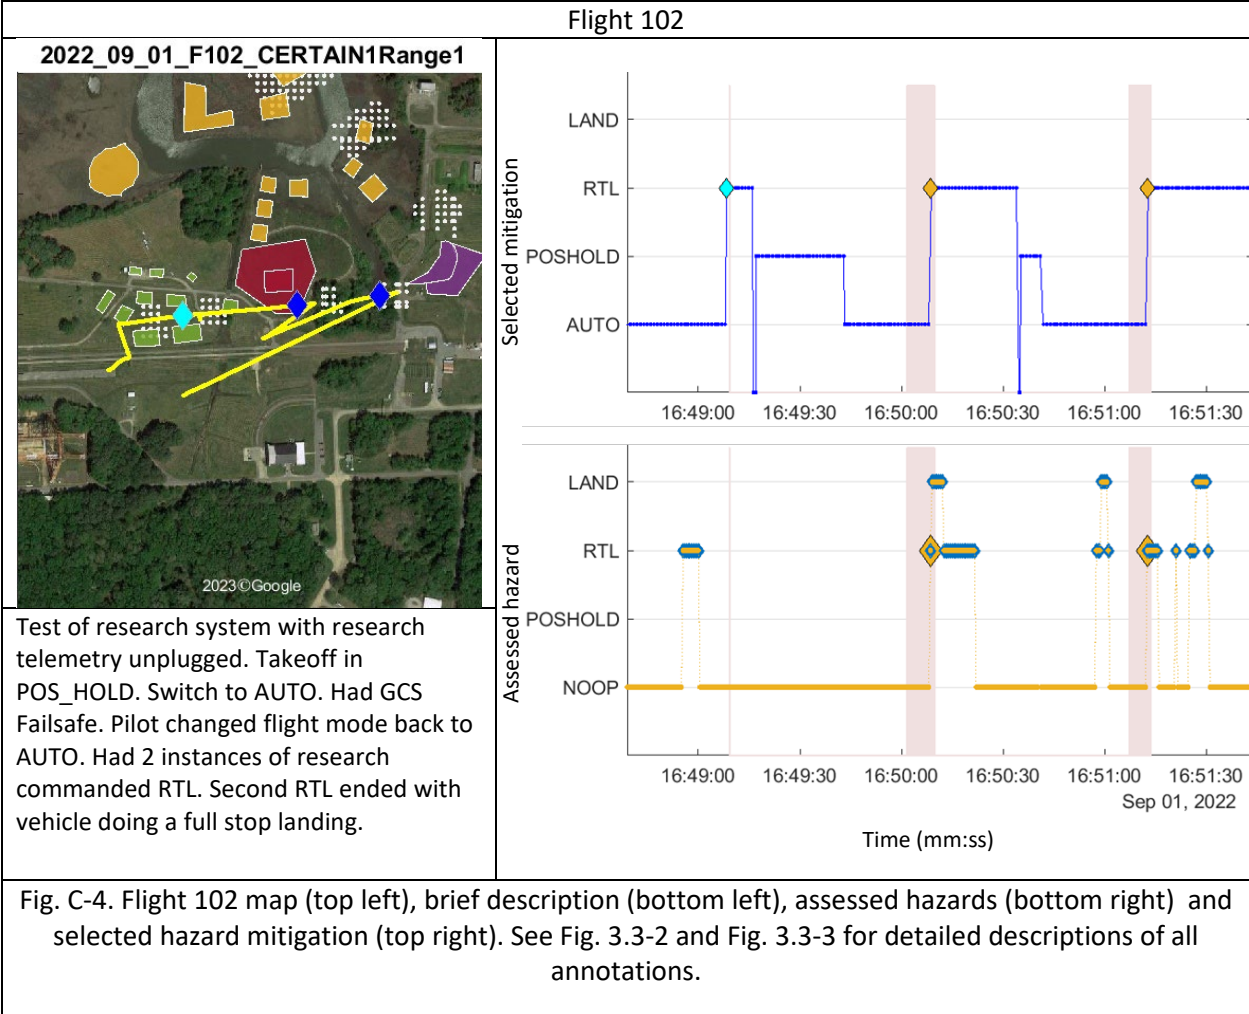 Flight 102
2022_09_01_F102_CERTAIN1Range1
2023©Google
Test of research system with research
telemetry unplugged. Takeoff in
POS_HOLD. Switch to AUTO. Had GCS
Failsafe. Pilot changed flight mode back to
AUTO. Had 2 instances of research
commanded RTL. Second RTL ended with
vehicle doing a full stop landing.
Selected mitigation
LAND
RTL
POSHOLD
AUTO
16:49:00 16:49:30 16:50:00 16:50:30 16:51:00 16:51:30
Assessed hazard
LAND
RTL
POSHOLD
NOOP
16:49:00 16:49:30 16:50:00 16:50:30 16:51:00 16:51:30
Sep 01, 2022
Time (mm:ss)
Fig. C-4. Flight 102 map (top left), brief description (bottom left), assessed hazards (bottom right) and
selected hazard mitigation (top right). See Fig. 3.3-2 and Fig. 3.3-3 for detailed descriptions of all
annotations.